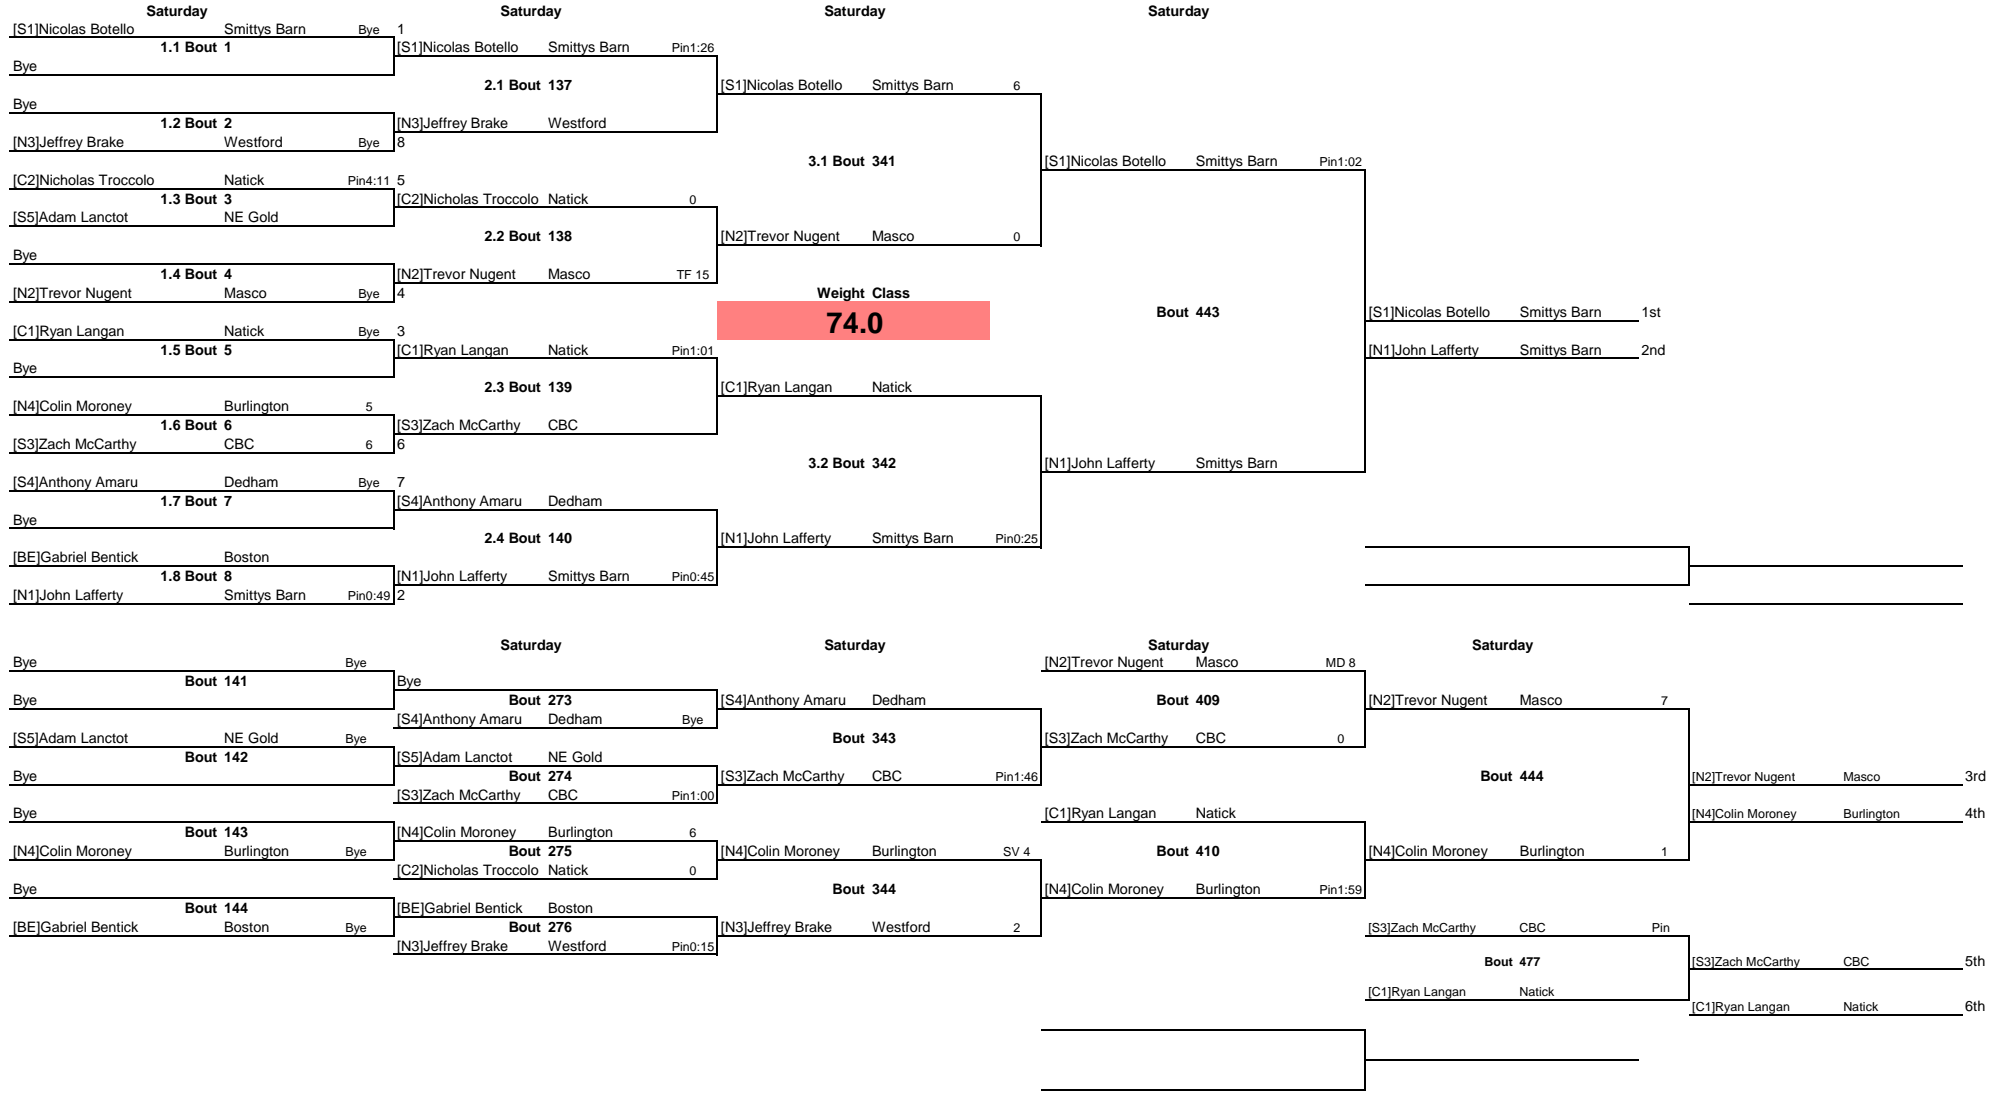 Saturday Saturday Saturday Saturday
[S1]Nicolas Botello Smittys Barn Bye 1
1.1 Bout 1 [S1]Nicolas Botello Smittys Barn Pin1:26
Bye
2.1 Bout 137 [S1]Nicolas Botello Smittys Barn 6
Bye
1.2 Bout 2 [N3]Jeffrey Brake Westford
[N3]Jeffrey Brake Westford Bye 8
3.1 Bout 341 [S1]Nicolas Botello Smittys Barn Pin1:02
[C2]Nicholas Troccolo Natick Pin4:11 5
1.3 Bout 3 [C2]Nicholas Troccolo Natick 0
[S5]Adam Lanctot NE Gold
2.2 Bout 138 [N2]Trevor Nugent Masco 0
Bye
1.4 Bout 4 [N2]Trevor Nugent Masco TF 15
[N2]Trevor Nugent Masco Bye 4 Weight Class
Bout 443 [S1]Nicolas Botello Smittys Barn 1st
74.0
[C1]Ryan Langan Natick Bye 3
1.5 Bout 5 [C1]Ryan Langan Natick Pin1:01 [N1]John Lafferty Smittys Barn 2nd
Bye
2.3 Bout 139 [C1]Ryan Langan Natick
[N4]Colin Moroney Burlington 5
1.6 Bout 6 [S3]Zach McCarthy CBC
[S3]Zach McCarthy CBC 6 6
3.2 Bout 342 [N1]John Lafferty Smittys Barn
[S4]Anthony Amaru Dedham Bye 7
1.7 Bout 7 [S4]Anthony Amaru Dedham
Bye
2.4 Bout 140 [N1]John Lafferty Smittys Barn Pin0:25
[BE]Gabriel Bentick Boston
1.8 Bout 8 [N1]John Lafferty Smittys Barn Pin0:45
[N1]John Lafferty Smittys Barn Pin0:49 2
Saturday Saturday Saturday Saturday
Bye Bye [N2]Trevor Nugent Masco MD 8
Bout 141 Bye
Bye Bout 273 [S4]Anthony Amaru Dedham Bout 409 [N2]Trevor Nugent Masco 7
[S4]Anthony Amaru Dedham Bye
[S5]Adam Lanctot NE Gold Bye Bout 343 [S3]Zach McCarthy CBC 0
Bout 142 [S5]Adam Lanctot NE Gold
Bye Bout 274 [S3]Zach McCarthy CBC Pin1:46 Bout 444 [N2]Trevor Nugent Masco 3rd
[S3]Zach McCarthy CBC Pin1:00
Bye [C1]Ryan Langan Natick [N4]Colin Moroney Burlington 4th
Bout 143 [N4]Colin Moroney Burlington 6
[N4]Colin Moroney Burlington Bye Bout 275 [N4]Colin Moroney Burlington SV 4 Bout 410 [N4]Colin Moroney Burlington 1
[C2]Nicholas Troccolo Natick 0
Bye Bout 344 [N4]Colin Moroney Burlington Pin1:59
Bout 144 [BE]Gabriel Bentick Boston
[BE]Gabriel Bentick Boston Bye Bout 276 [N3]Jeffrey Brake Westford 2 [S3]Zach McCarthy CBC Pin
[N3]Jeffrey Brake Westford Pin0:15
Bout 477 [S3]Zach McCarthy CBC 5th
[C1]Ryan Langan Natick
[C1]Ryan Langan Natick 6th